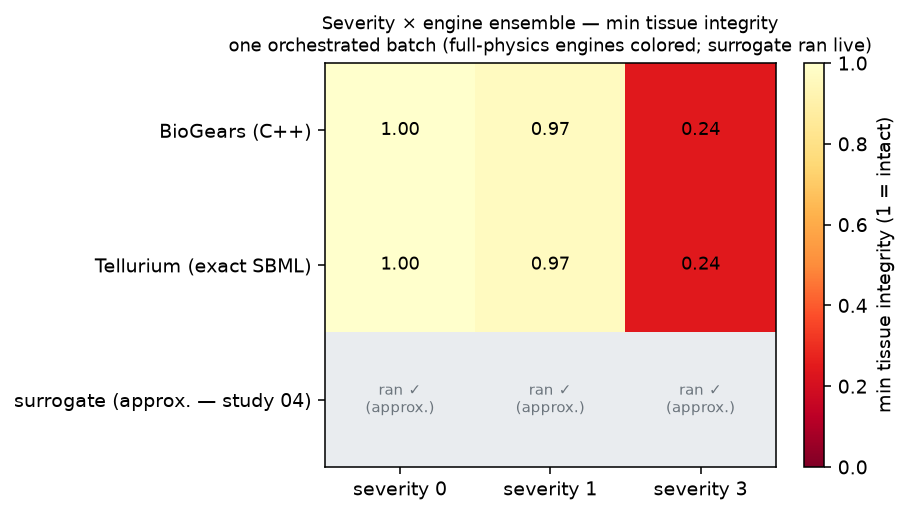 Severity × engine ensemble — min tissue integrity
one orchestrated batch (full-physics engines colored; surrogate ran live)
BioGears (C++)
1.00
0.97
0.24
Tellurium (exact SBML)
1.00
0.97
0.24
surrogate (approx. — study 04)
ran ✓
(approx.)
ran ✓
(approx.)
ran ✓
(approx.)
severity 0
severity 1
severity 3
1.0
0.8
0.6
0.4
0.2
0.0
min tissue integrity (1 = intact)